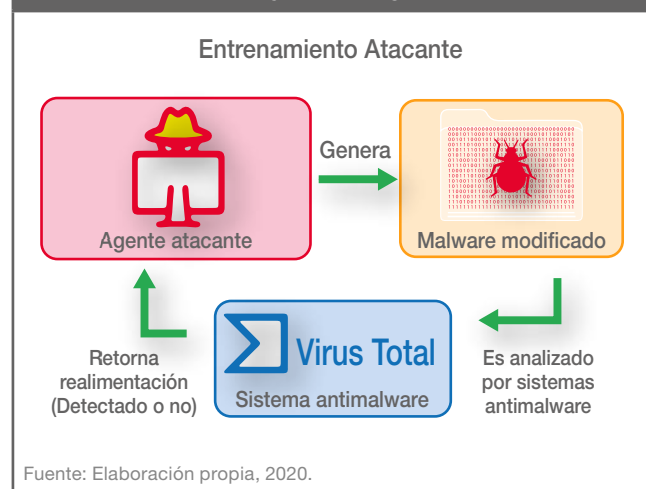 Entrenamiento Atacante
Genera
Agente atacante
Malware modificado
Virus Total
Sistema antimalware
Retorna
realimentación
(Detectado o no)
Es analizado
por sistemas
antimalware
Fuente: Elaboración propia, 2020.